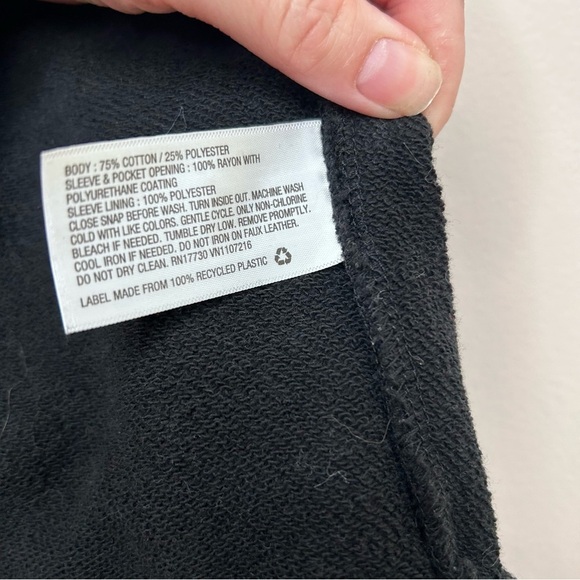 BODY : 75% COTTON / 25% POLYESTER
SLEEVE & POCKET OPENING : 100% RAYON WITH
POLYURETHANE COATING
SLEEVE LINING : 100% POLYESTER
CLOSE SNAP BEFORE WASH. TURN INSIDE OUT. MACHINE WASH
COLD WITH LIKE COLORS. GENTLE CYCLE. ONLY NON-CHLORINE
BLEACH IF NEEDED. TUMBLE DRY LOW. REMOVE PROMPTLY.
COOL IRON IF NEEDED. DO NOT IRON ON FAUX LEATHER.
DO NOT DRY CLEAN. RN17730 VN1107216
LABEL MADE FROM 100% RECYCLED PLASTIC